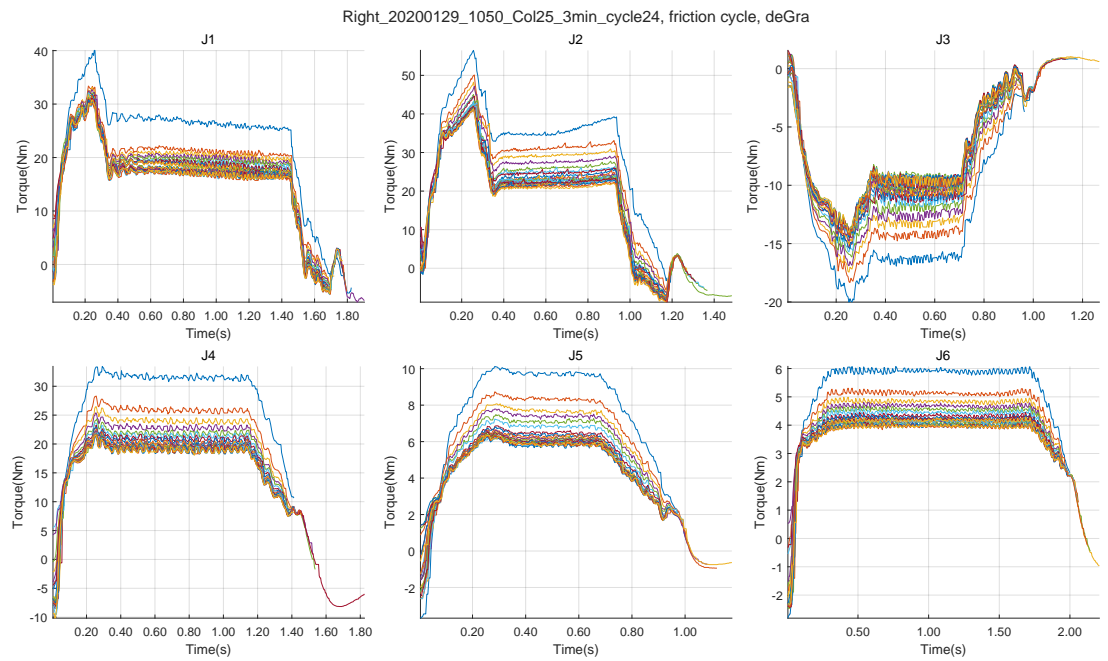 Right_20200129_1050_Col25_3min_cycle24, friction cycle, deGra
J1
J2
J3
Torque(Nm)
40
30
20
10
0
0.20 0.40 0.60 0.80 1.00 1.20 1.40 1.60 1.80
Time(s)
Torque(Nm)
50
40
30
20
10
0
0.20 0.40 0.60 0.80 1.00 1.20 1.40
Time(s)
Torque(Nm)
0
-5
-10
-15
-20
0.20 0.40 0.60 0.80 1.00 1.20
Time(s)
J4
J5
J6
Torque(Nm)
30
25
20
15
10
5
0
-5
-10
0.20 0.40 0.60 0.80 1.00 1.20 1.40 1.60 1.80
Time(s)
Torque(Nm)
10
8
6
4
2
0
-2
0.20 0.40 0.60 0.80 1.00
Time(s)
Torque(Nm)
6
5
4
3
2
1
0
-1
-2
0.50 1.00 1.50 2.00
Time(s)